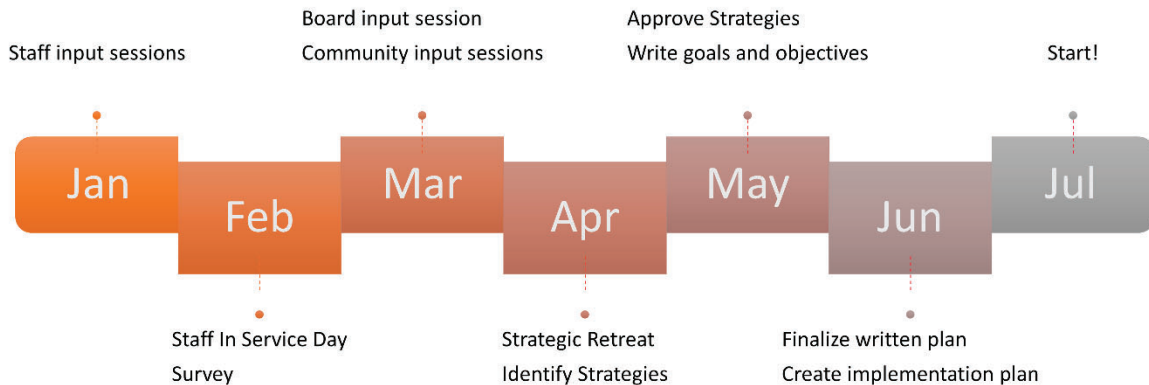 Board input session
Approve Strategies
Staff input sessions
Community input sessions
Write goals and objectives
Start!
Jan
Feb
Mar
Apr
May
Jun
Jul
Staff In Service Day
Strategic Retreat
Finalize written plan
Survey
Identify Strategies
Create implementation plan